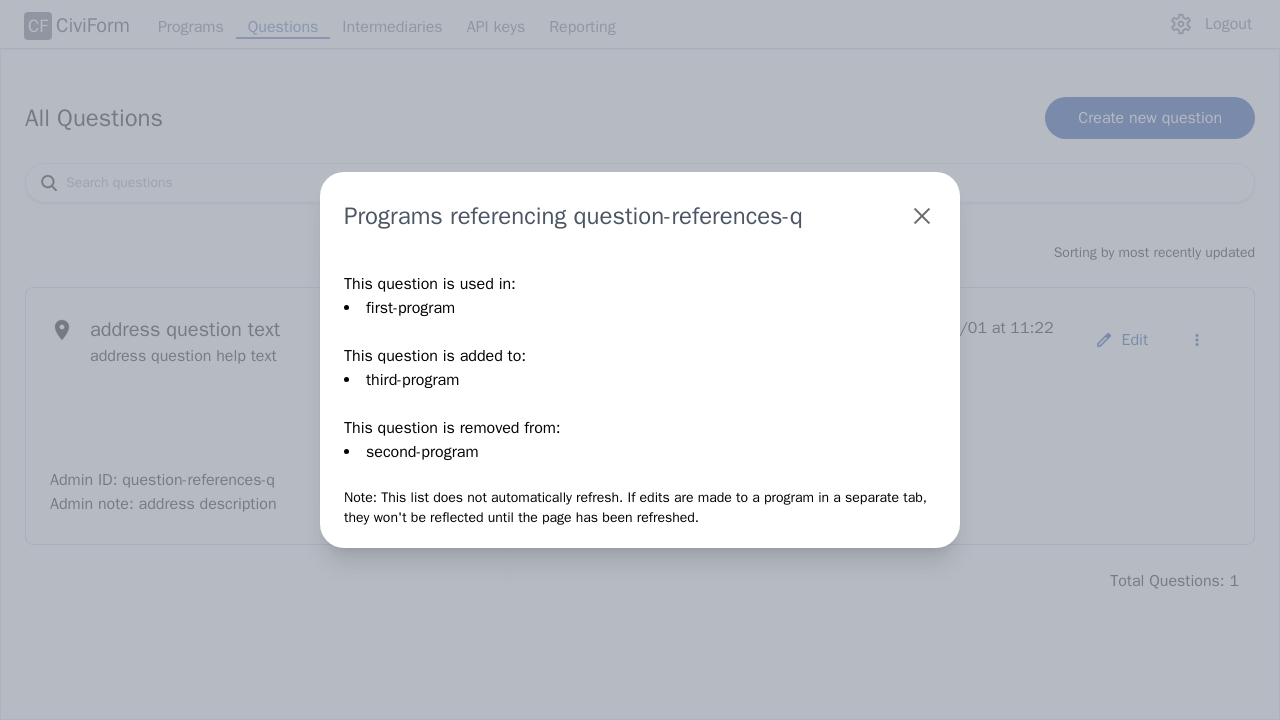 CF CiviForm Programs Questions Intermediaries API keys Reporting Logout
All Questions Create new question
Search questions
Programs referencing question-references-q
Sorting by most recently updated
This question is used in:
• first-program
address question text /01 at 11:22 Edit
address question help text
This question is added to:
• third-program
This question is removed from:
• second-program
Admin ID: question-references-q
Admin note: address description
Note: This list does not automatically refresh. If edits are made to a program in a separate tab,
they won't be reflected until the page has been refreshed.
Total Questions: 1